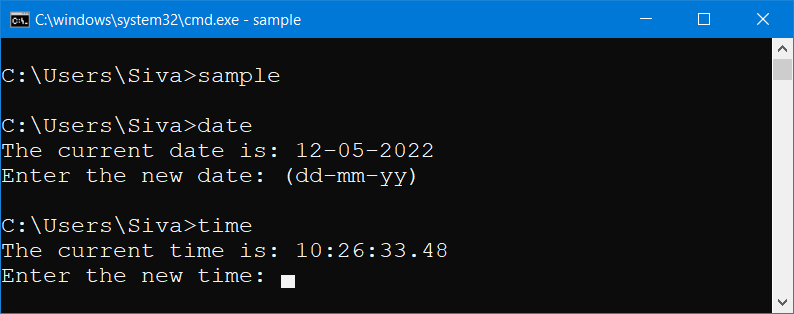 C:\windows\system32\cmd.exe - sample
C:\Users\Siva>sample
C:\Users\Siva>date
The current date is: 12-05-2022
Enter the new date: (dd-mm-yy)
C:\Users\Siva>time
The current time is: 10:26:33.48
Enter the new time: